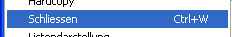 Hardcopy
Schliessen Ctrl+W
Listendarstellung